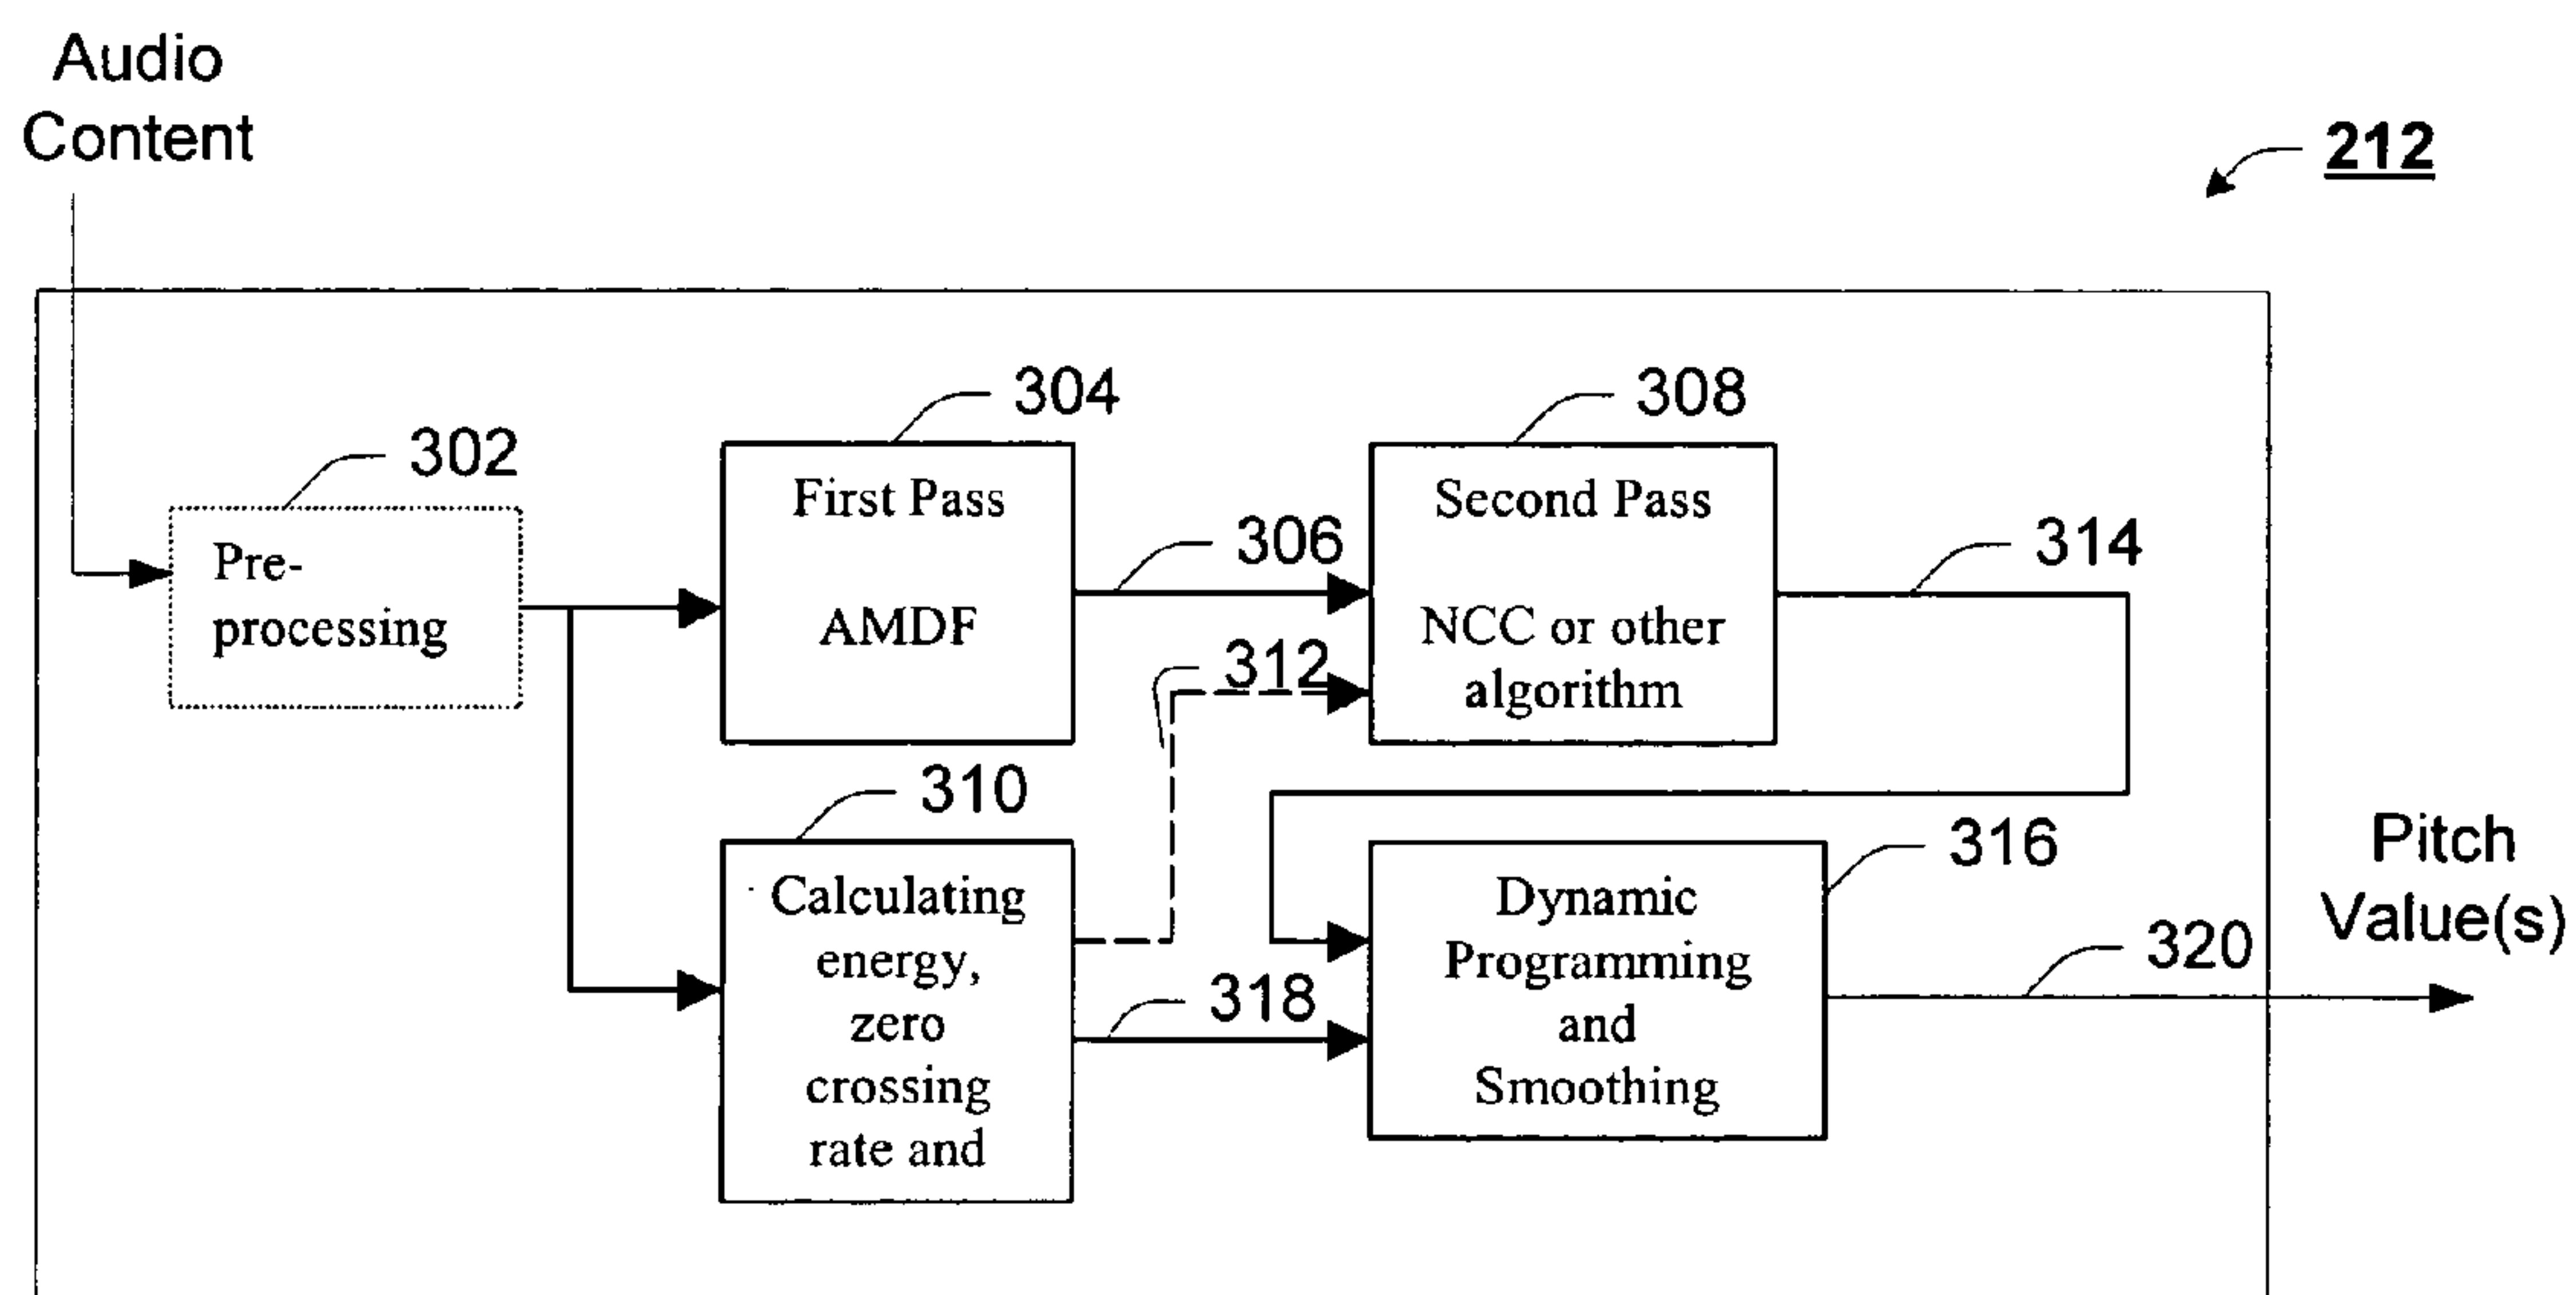 Audio
Content
212
304
308
302
First Pass
AMDF
Second Pass
NCC or other
algorithm
306
314
Pre-
processing
312
310
316
Calculating
energy,
zero
crossing
rate and
Dynamic
Programming
and
Smoothing
318
320
Pitch
Value(s)